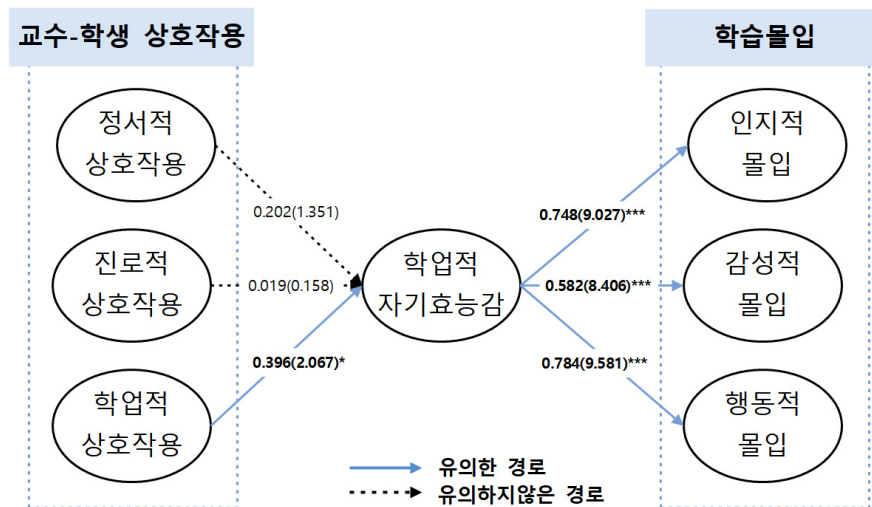 교수-학생 상호작용
학습몰입
정서적
상호작용
인지적
몰입
0.202(1.351)
0.748(9.027)***
진로적
상호작용
0.019(0.158)
학업적
자기효능감
0.582(8.406)***
감성적
몰입
0.396(2.067)*
0.784(9.581)***
학업적
상호작용
행동적
몰입
유의한 경로
유의하지않은 경로